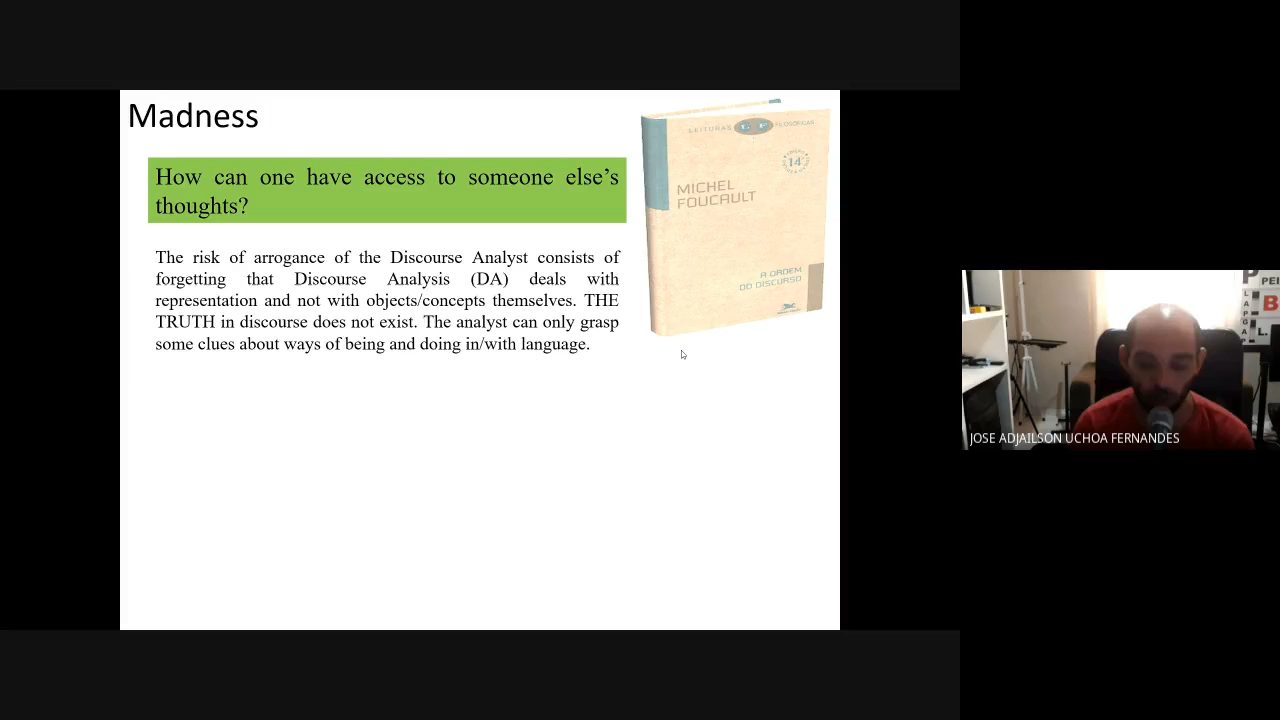 Madness
How can one have access to someone else's
thoughts?
The risk of arrogance of the Discourse Analyst consists of
forgetting that Discourse Analysis (DA) deals with
representation and not with objects/concepts themselves. THE
TRUTH in discourse does not exist. The analyst can only grasp
some clues about ways of being and doing in/with language.
LEITURAS FILOSÓFICAS
14ª
MICHEL
FOUCAULT
A ORDEM
DO DISCURSO
P
PEI
L
A
P
G
A
P
B
L.
JOSE ADJAILSON UCHOA FERNANDES